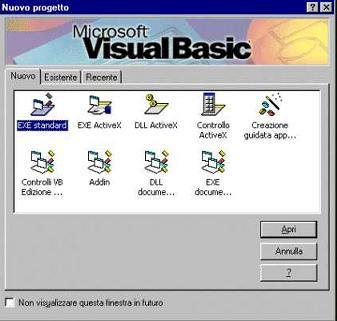 Nuovo progetto
Microsoft
Visual Basic
Nuovo
Esistente
Recente
EXE standard
EXE ActiveX
DLL ActiveX
Controllo
ActiveX
Creazione
guidata app...
Controlli VB
Edizione ...
Addin
DLL
docume...
EXE
docume...
Apri
Annulla
?
Non visualizzare questa finestra in futuro